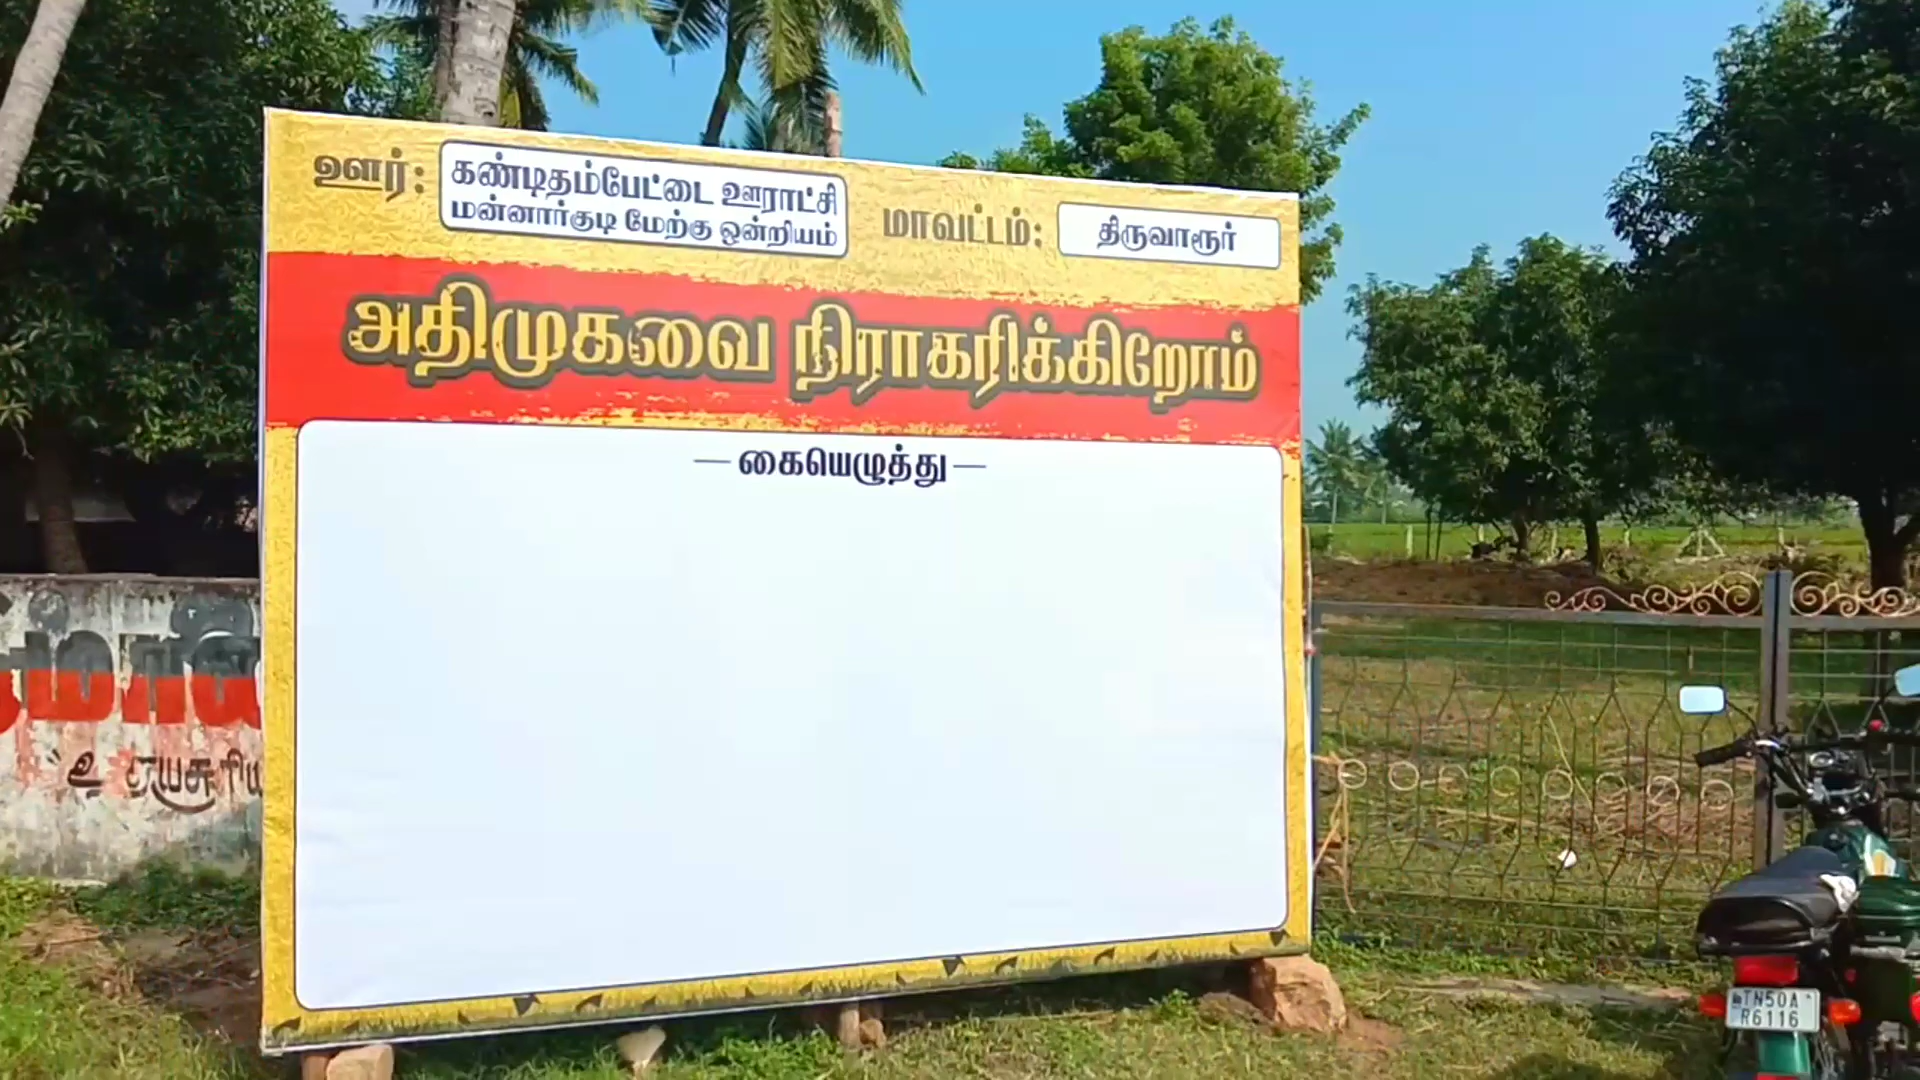 ஊர்:
கண்டிதம்பேட்டை ஊராட்சி
மன்னார்குடி மேற்கு ஒன்றியம்
மாவட்டம்:
திருவாரூர்
அதிமுகவை நிராகரிக்கிறோம்
கையெழுத்து
TN50A
R6116